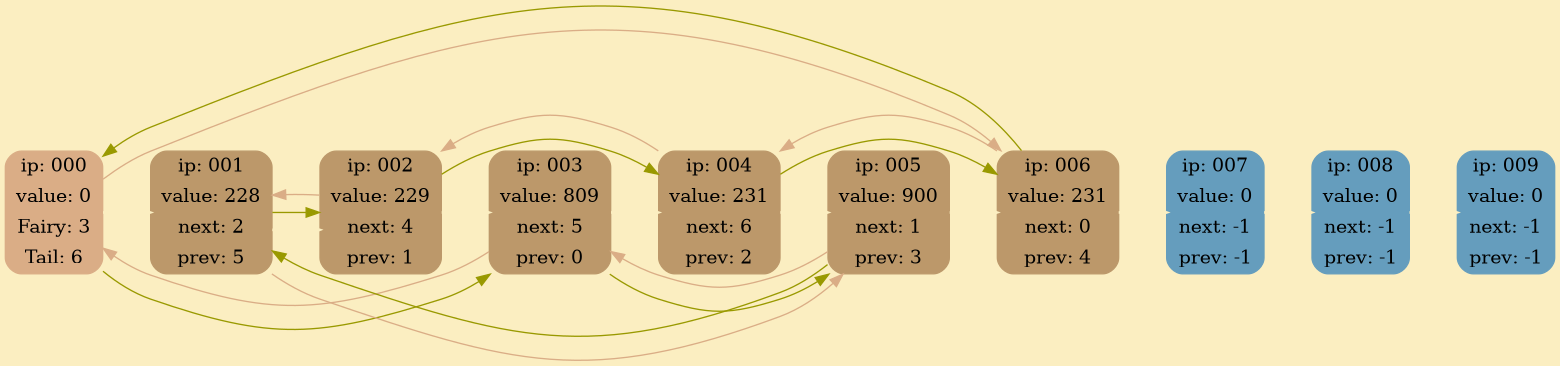 ip: 000
value: 0
Fairy: 3
Tail: 6
ip: 001
value: 228
next: 2
prev: 5
ip: 002
value: 229
next: 4
prev: 1
ip: 003
value: 809
next: 5
prev: 0
ip: 004
value: 231
next: 6
prev: 2
ip: 005
value: 900
next: 1
prev: 3
ip: 006
value: 231
next: 0
prev: 4
ip: 007
value: 0
next: -1
prev: -1
ip: 008
value: 0
next: -1
prev: -1
ip: 009
value: 0
next: -1
prev: -1